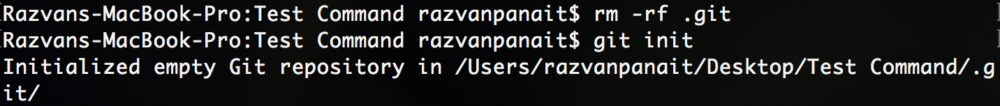 Razvans-MacBook-Pro:Test Command razvanpanait$ rm -rf .git
Razvans-MacBook-Pro:Test Command razvanpanait$ git init
Initialized empty Git repository in /Users/razvanpanait/Desktop/Test Command/.g
it/